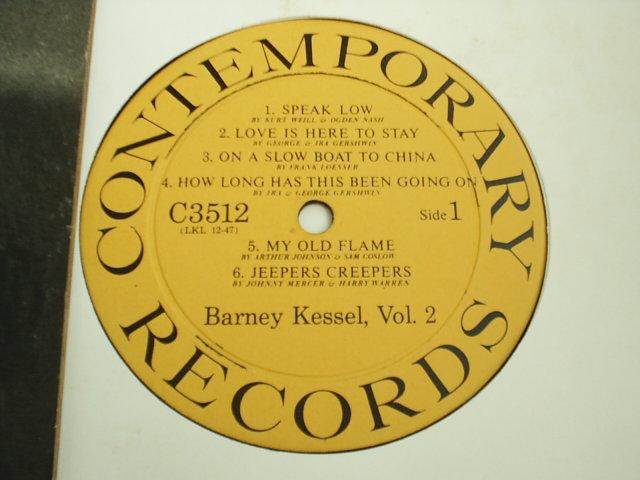 CONTEMPORARY
1. SPEAK LOW
BY KURT WEILL & OGDEN NASH
2. LOVE IS HERE TO STAY
BY GEORGE & IRA GERSHWIN
3. ON A SLOW BOAT TO CHINA
BY FRANK LOESSER
4. HOW LONG HAS THIS BEEN GOING ON
BY IRA & GEORGE GERSHWIN
C3512
Side 1
(LKL 12-47)
5. MY OLD FLAME
BY ARTHUR JOHNSON & SAM COSLOW
6. JEEPERS CREEPERS
BY JOHNNY MERCER & HARRY WARREN
Barney Kessel, Vol. 2
RECORDS